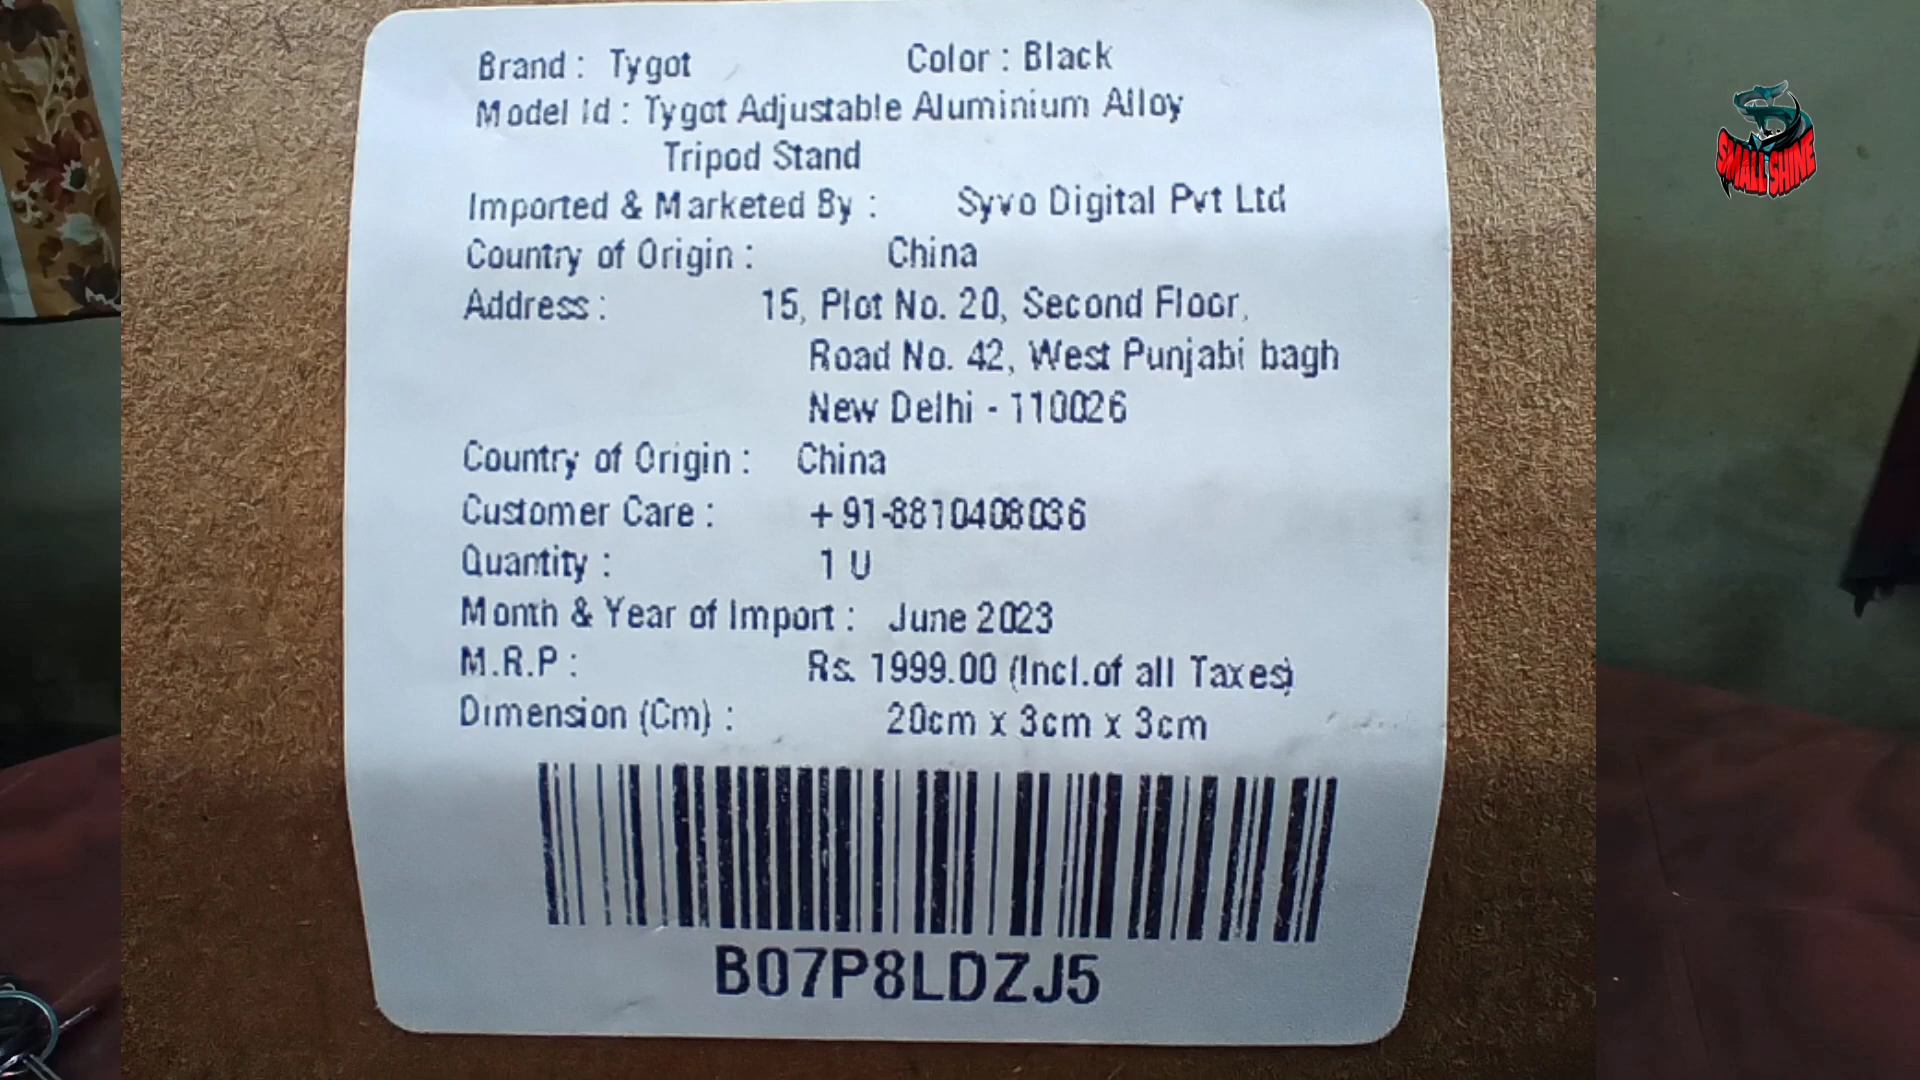 Brand : Tygot Color : Black
Model Id : Tygot Adjustable Aluminium Alloy
Tripod Stand
Imported & Marketed By : Syvo Digital Pvt Ltd
Country of Origin : China
Address : 15, Plot No. 20, Second Floor,
Road No. 42, West Punjabi bagh
New Delhi - 110026
Country of Origin : China
Customer Care : +91-8810408036
Quantity : 1 U
Month & Year of Import : June 2023
M.R.P : Rs. 1999.00 (Incl.of all Taxes)
Dimension (Cm) : 20cm x 3cm x 3cm
B07P8LDZJ5
SMALL SHINE